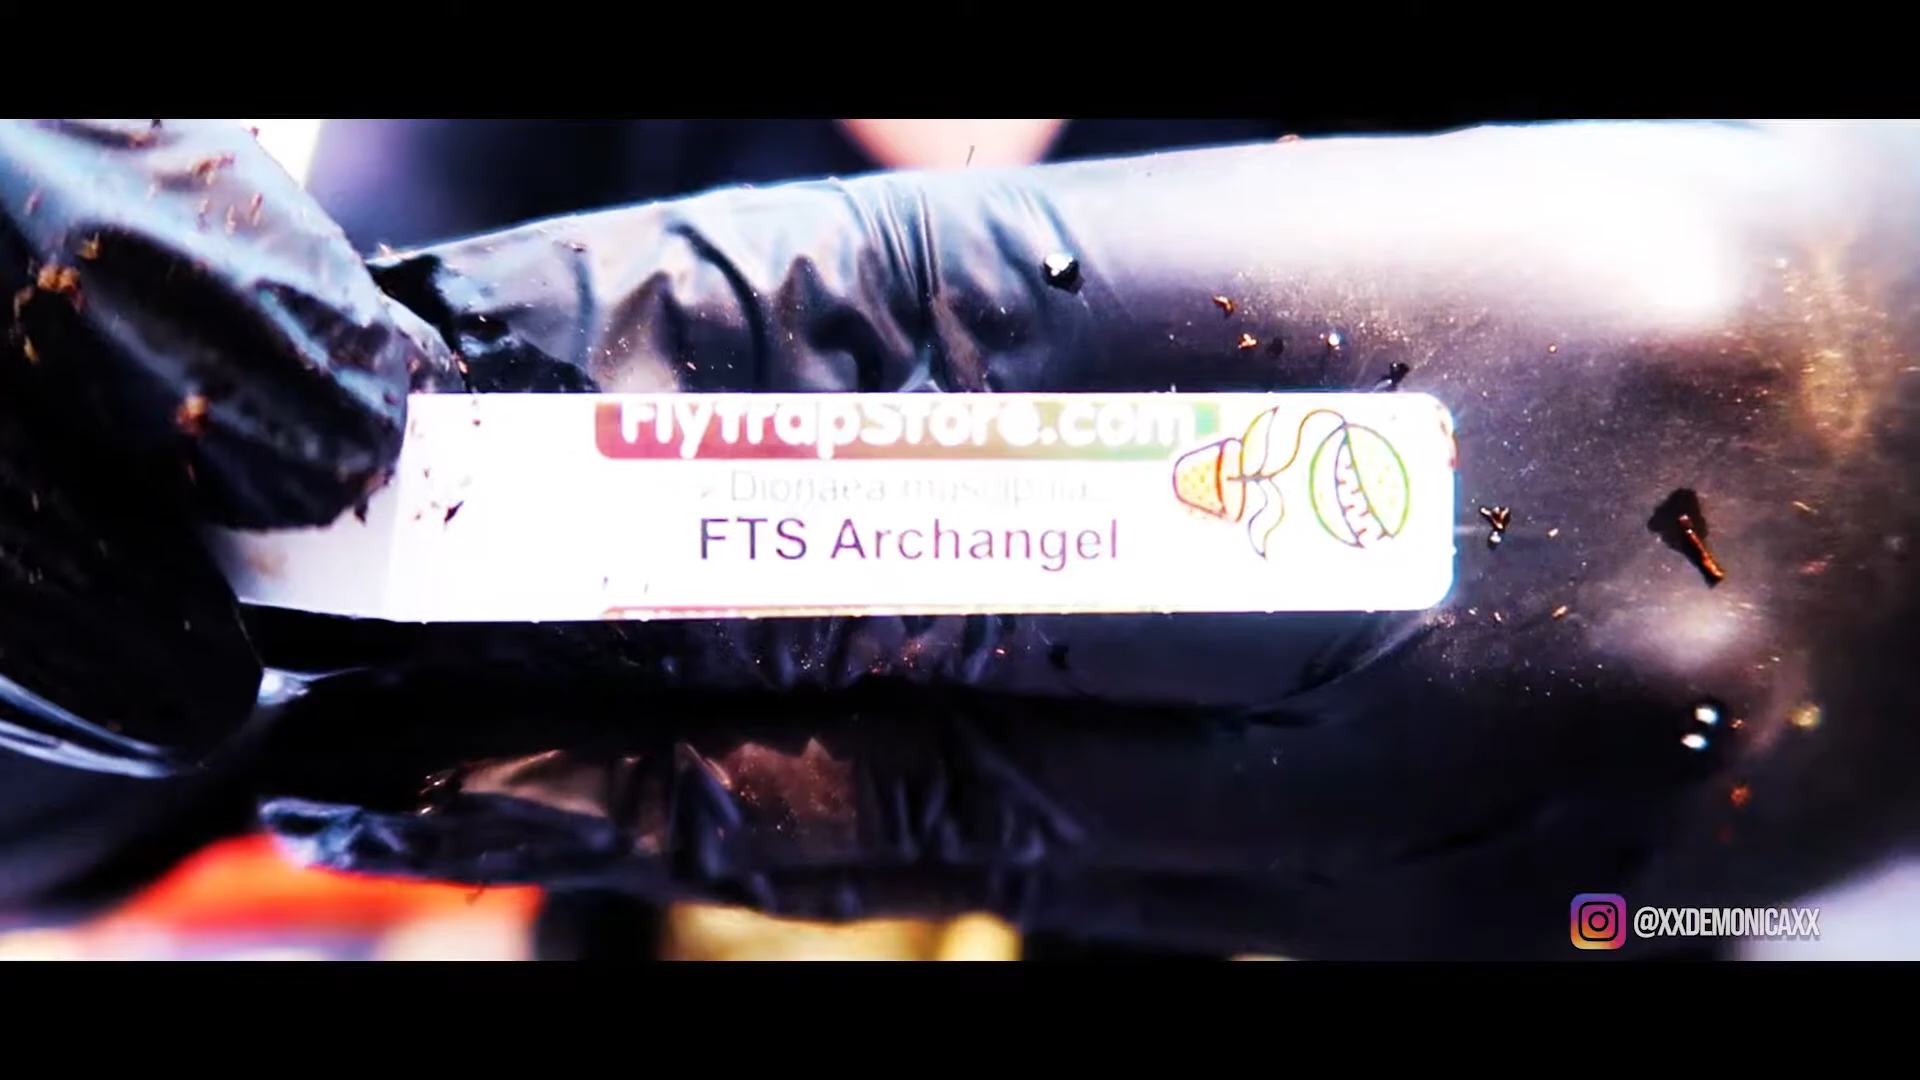 FlytrapStore.com
Dionaea muscipula
FTS Archangel
@XXDEMONICAXX